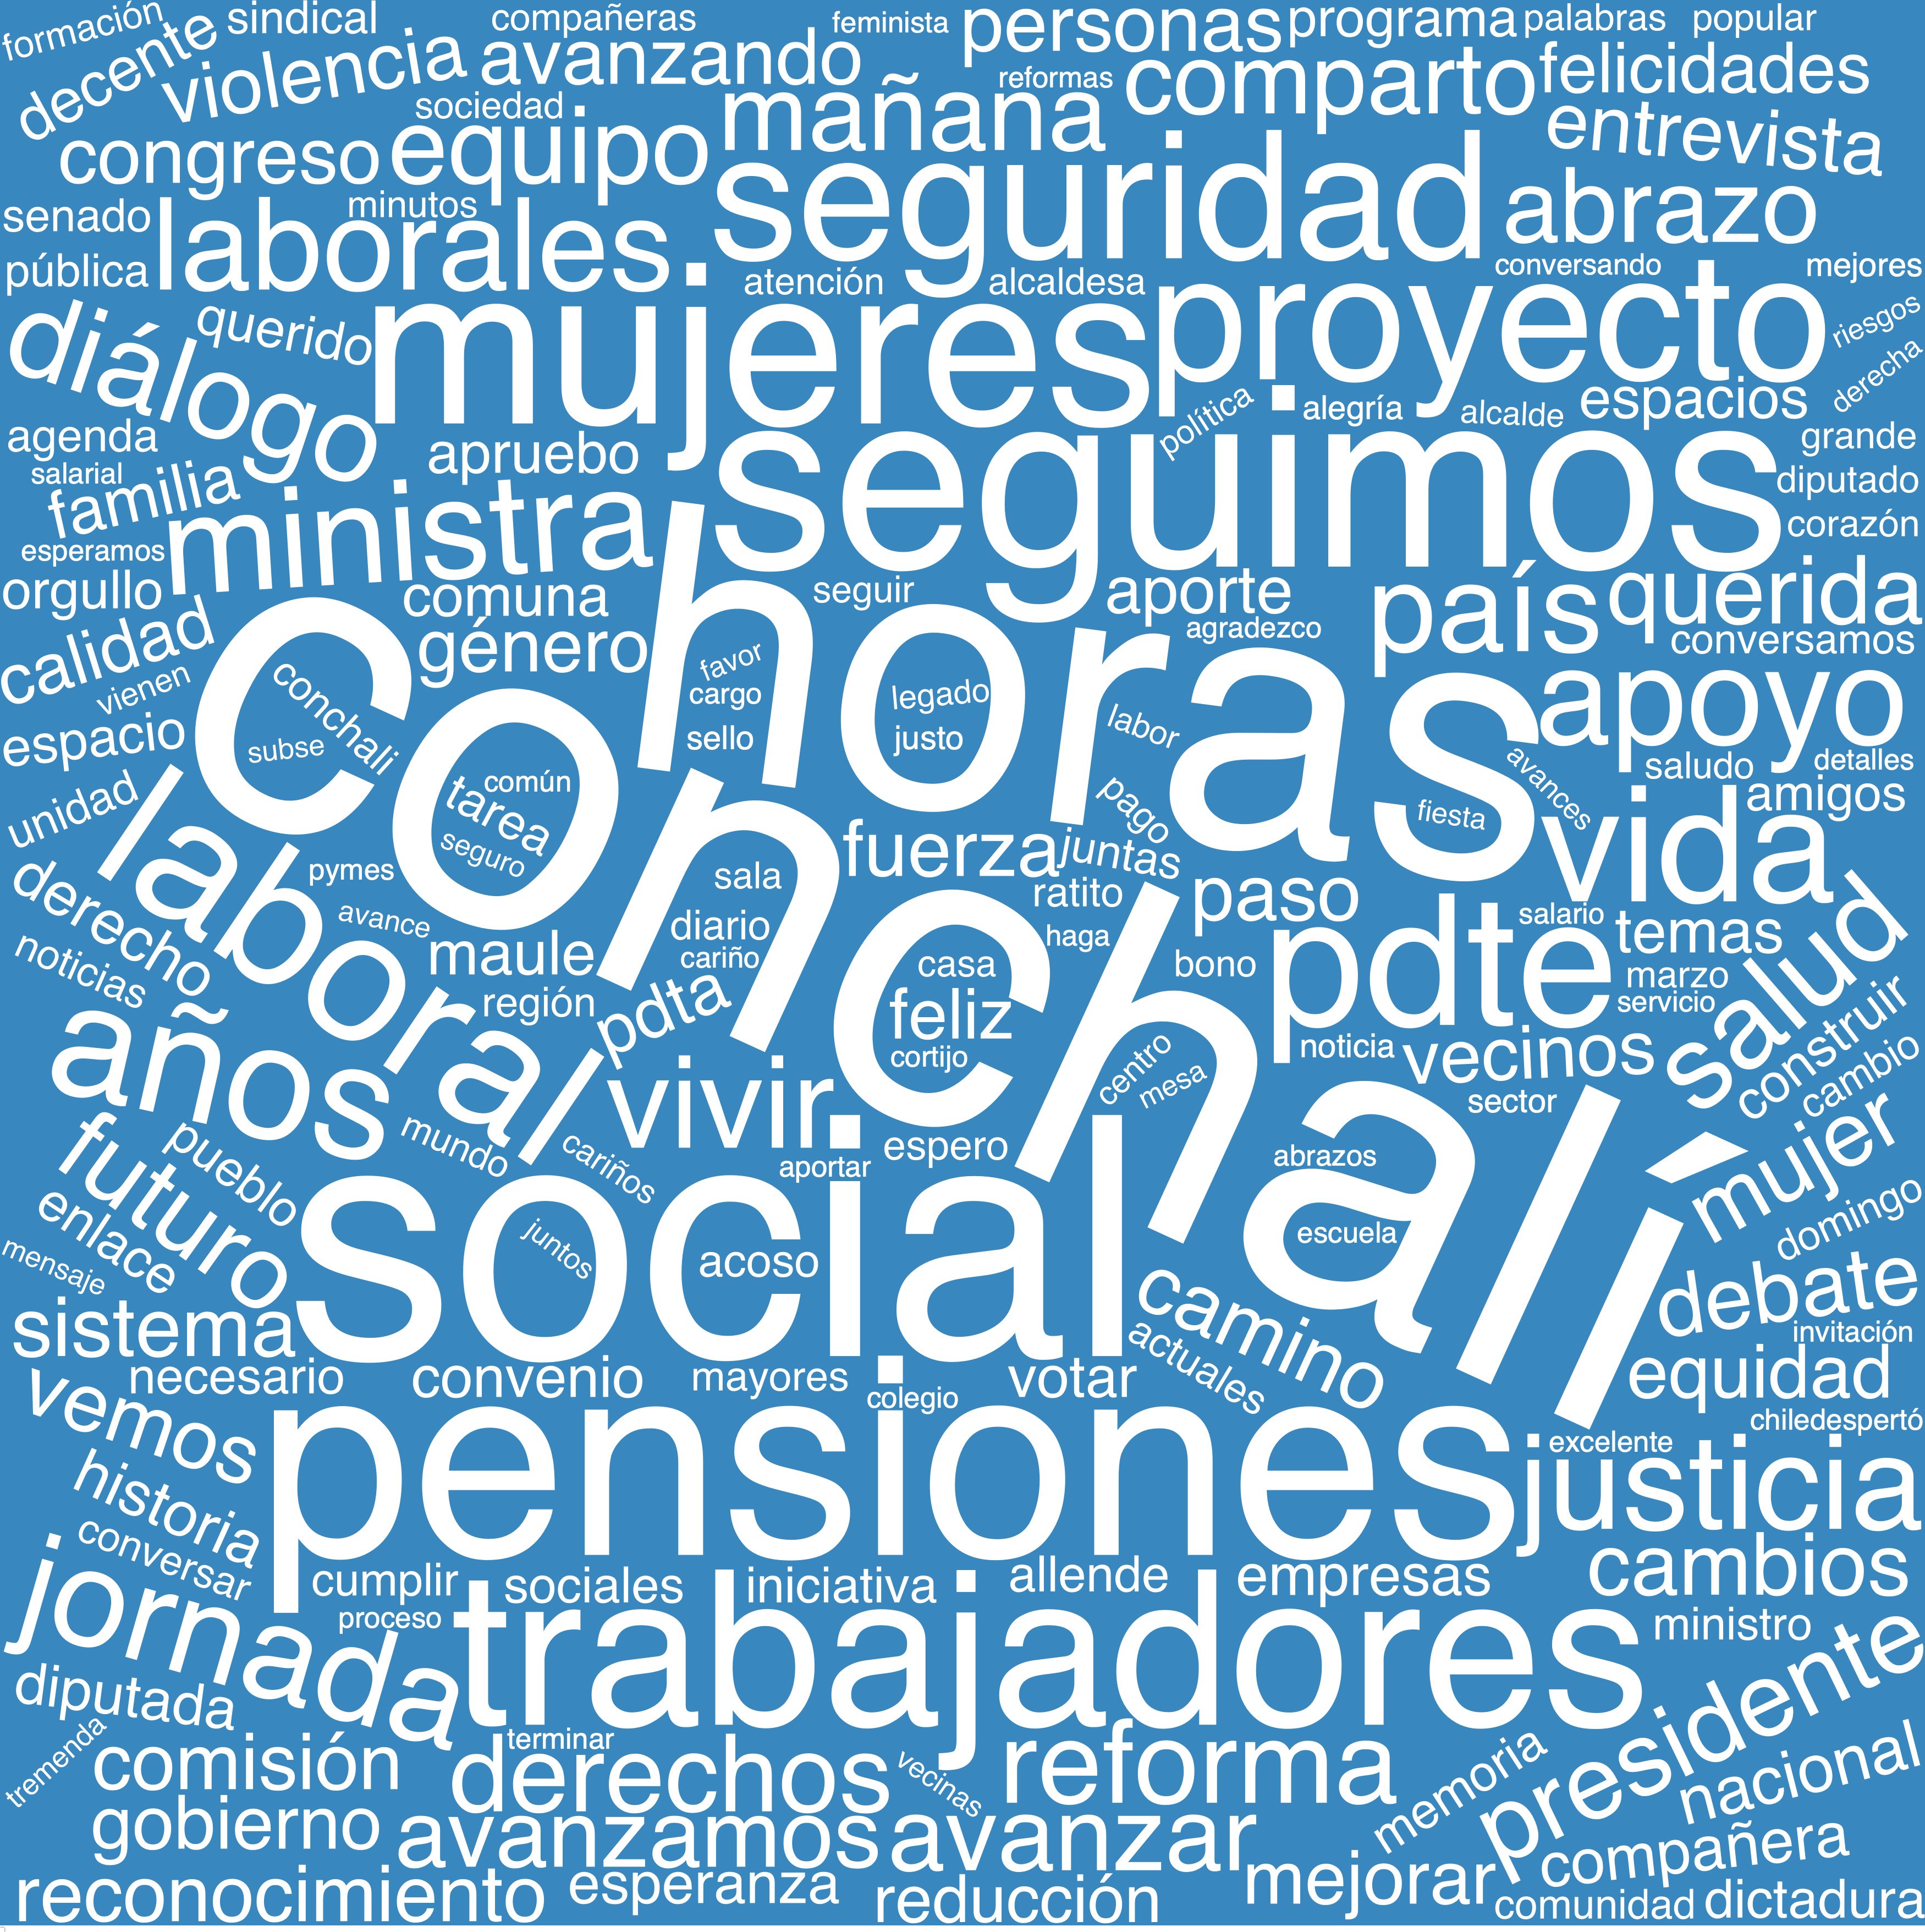 formación
sindical
compañeras
feminista
personas
programa
palabras
popular
decente
violencia
avanzando
reformas
comparto
felicidades
sociedad
mañana
entrevista
congreso
equipo
seguridad
abrazo
senado
minutos
laborales
pública
atención
alcaldesa
conversando
mejores
diálogo
querido
mujeres
proyecto
riesgos
derecha
política
alegría
alcalde
espacios
agenda
apruebo
seguimos
grande
salarial
familia
diputado
ministra
corazón
esperamos
orgullo
comuna
seguir
aporte
país
querida
calidad
género
horas
agradezco
conversamos
vienen
conchali
favor
cargo
legado
apoyo
espacio
subse
sello
justo
labor
avances
saludo
detalles
unidad
común
tarea
seguro
pago
fiesta
vida
amigos
conchalí
laboral
pymes
sala
fuerza
juntas
ratito
paso
derecho
avance
diario
haga
salario
temas
salud
noticias
maule
cariño
casa
bono
pdte
marzo
región
pdta
feliz
servicio
construir
años
cortijo
centro
mesa
noticia
vecinos
cambio
vivir
sector
mujer
futuro
pueblo
mundo
cariños
aportar
espero
abrazos
enlace
social
juntos
acoso
escuela
domingo
mensaje
camino
debate
sistema
actuales
invitación
necesario
convenio
mayores
colegio
votar
equidad
vemos
pensiones
chiledespertó
excelente
historia
justicia
conversar
cumplir
sociales
iniciativa
allende
empresas
cambios
jornada
proceso
trabajadores
ministro
diputada
presidente
tremenda
terminar
comisión
derechos
vecinas
reforma
memoria
nacional
gobierno
avanzamos
avanzar
compañera
reconocimiento
esperanza
reducción
mejorar
comunidad
dictadura